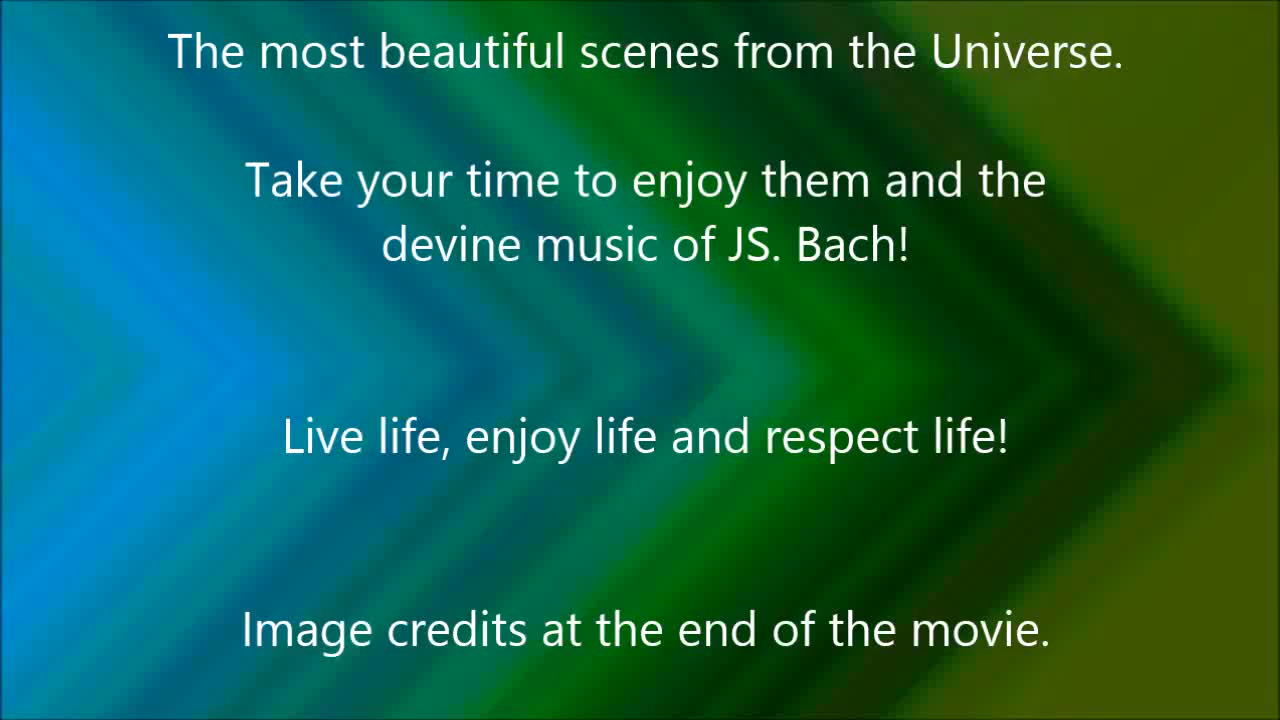 The most beautiful scenes from the Universe.
Take your time to enjoy them and the
devine music of JS. Bach!
Live life, enjoy life and respect life!
Image credits at the end of the movie.